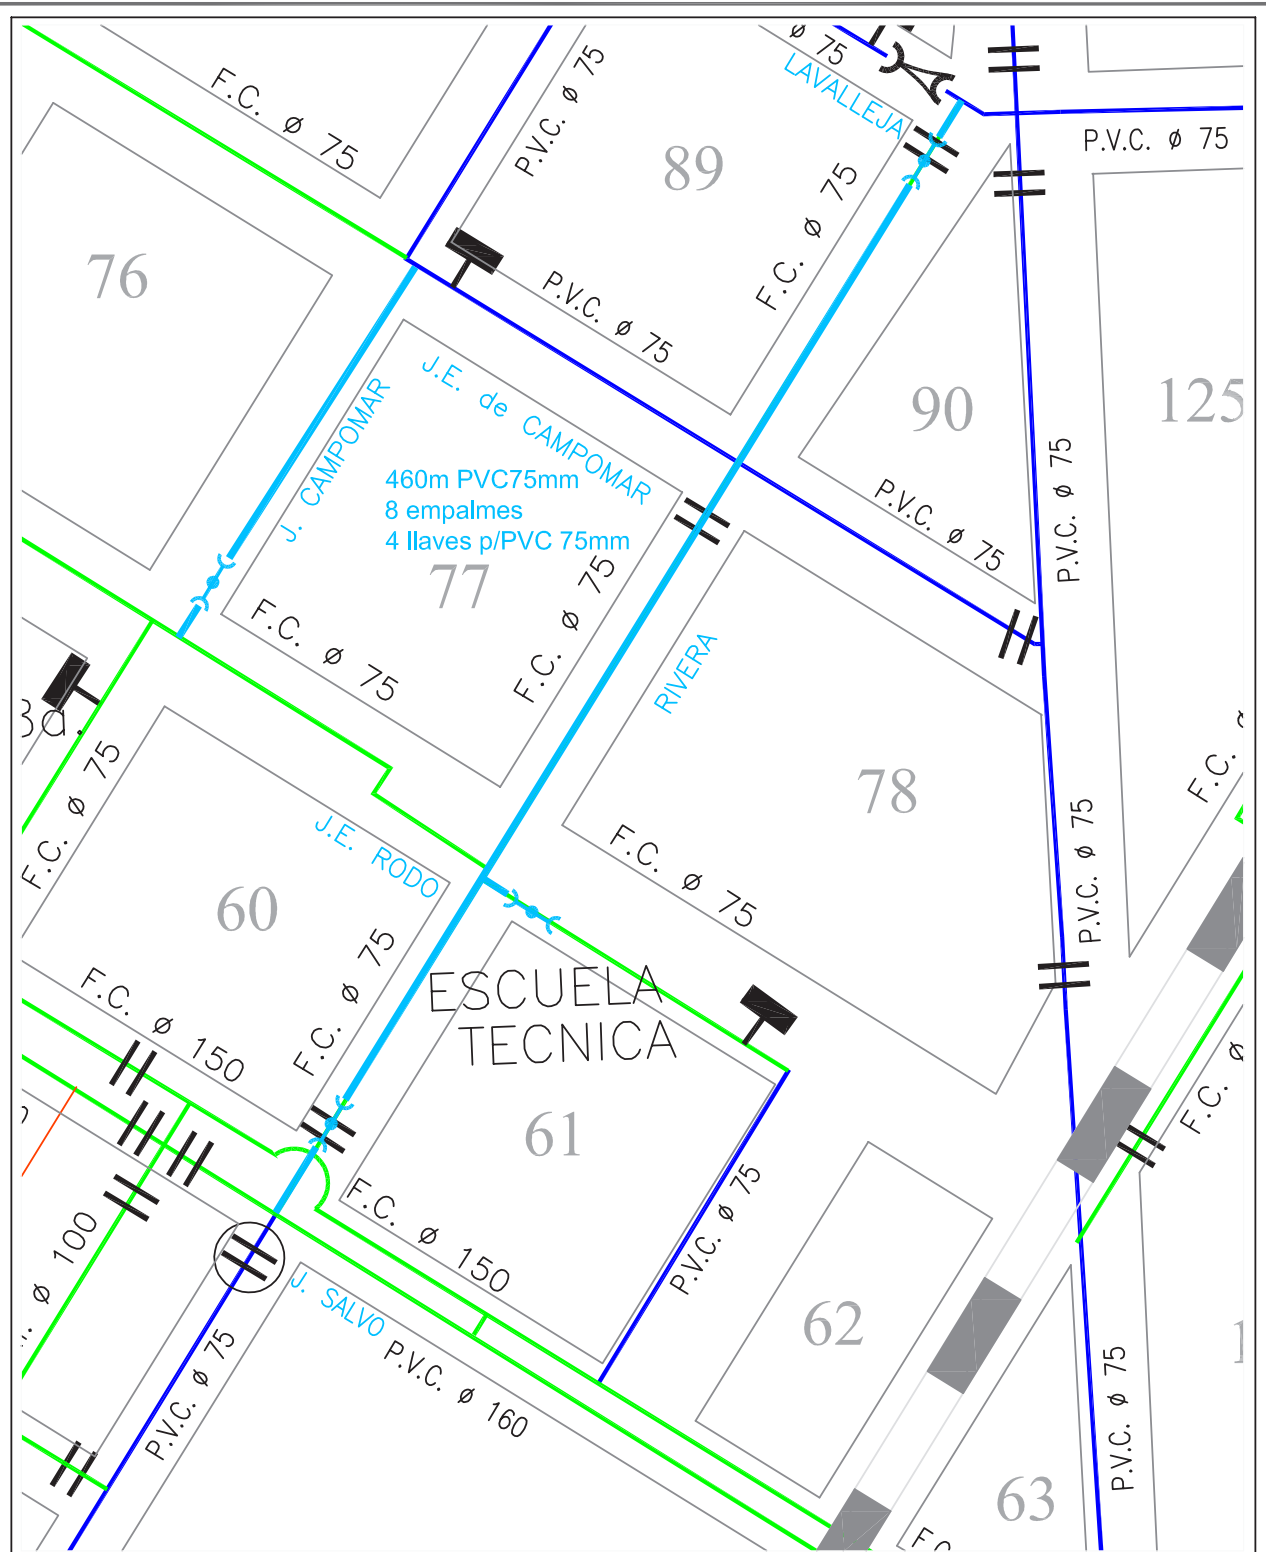 F.C. ø 75
P.V.C. ø 75
ø 75
LAVALLEJA
P.V.C. ø 75
89
F.C. ø 75
76
P.V.C. ø 75
90
125
J.E. de CAMPOMAR
J. CAMPOMAR
460m PVC75mm
8 empalmes
4 llaves p/PVC 75mm
77
P.V.C. ø 75
P.V.C. ø 75
F.C. ø 75
F.C. ø 75
RIVERA
3a.
F.C. ø 75
78
F.C. ø
P.V.C. ø 75
J.E. RODO
F.C. ø 75
60
F.C. ø 75
ESCUELA
TECNICA
F.C. ø 150
61
F.C. ø
F.C. ø 150
P.V.C. ø 75
ø 100
J. SALVO
P.V.C. ø 160
P.V.C. ø 75
62
P.V.C. ø 75
63
F.C.